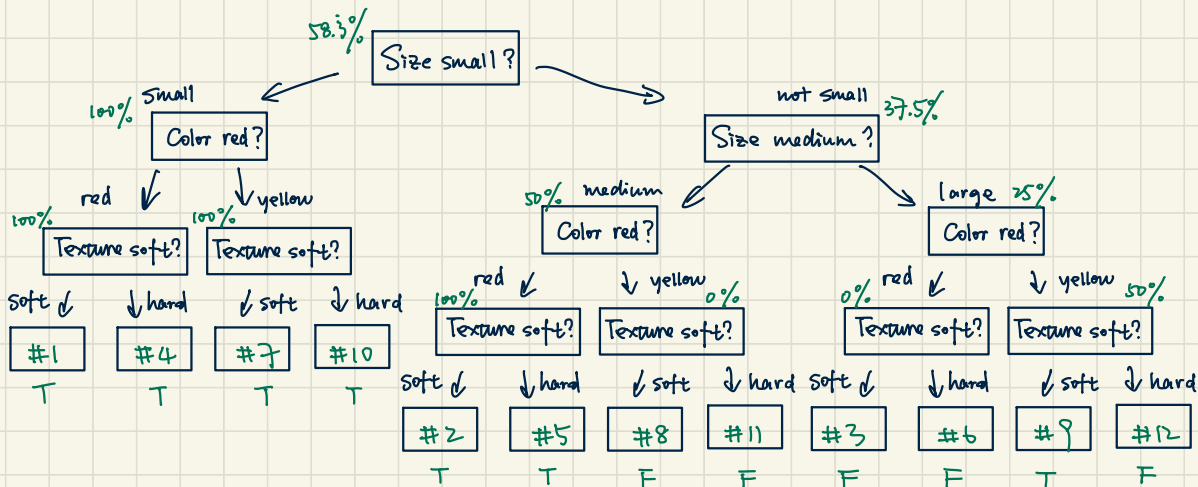 58.3%
Size small?
small
not small
100%
37.5%
Color red?
Size medium?
red
yellow
50%
medium
large
25%
100%
100%
Texture soft?
Texture soft?
Color red?
Color red?
soft
hard
soft
hard
red
yellow
red
yellow
100%
0%
0%
50%
#1
#4
#7
#10
Texture soft?
Texture soft?
Texture soft?
Texture soft?
T
T
T
T
soft
hard
soft
hard
soft
hard
soft
hard
#2
#5
#8
#11
#3
#6
#9
#12
T
T
F
F
F
F
T
F